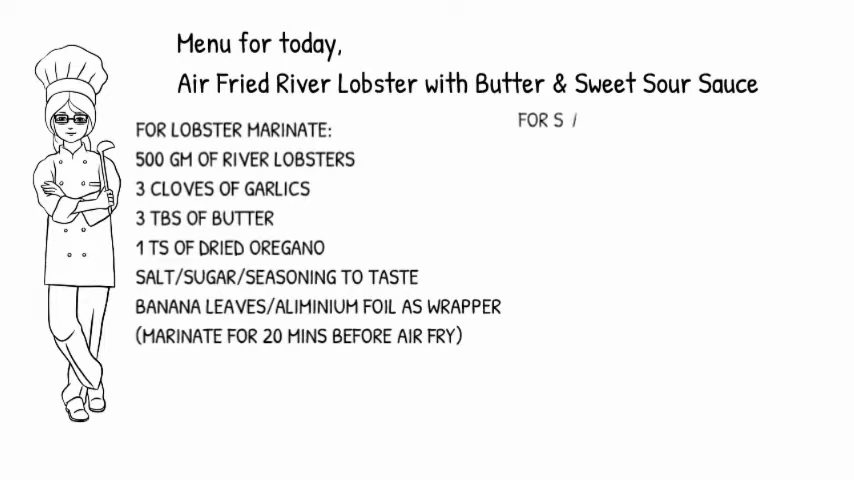 Menu for today,
Air Fried River Lobster with Butter & Sweet Sour Sauce
FOR LOBSTER MARINATE:
500 GM OF RIVER LOBSTERS
3 CLOVES OF GARLICS
3 TBS OF BUTTER
1 TS OF DRIED OREGANO
SALT/SUGAR/SEASONING TO TASTE
BANANA LEAVES/ALIMINIUM FOIL AS WRAPPER
(MARINATE FOR 20 MINS BEFORE AIR FRY)
FOR S